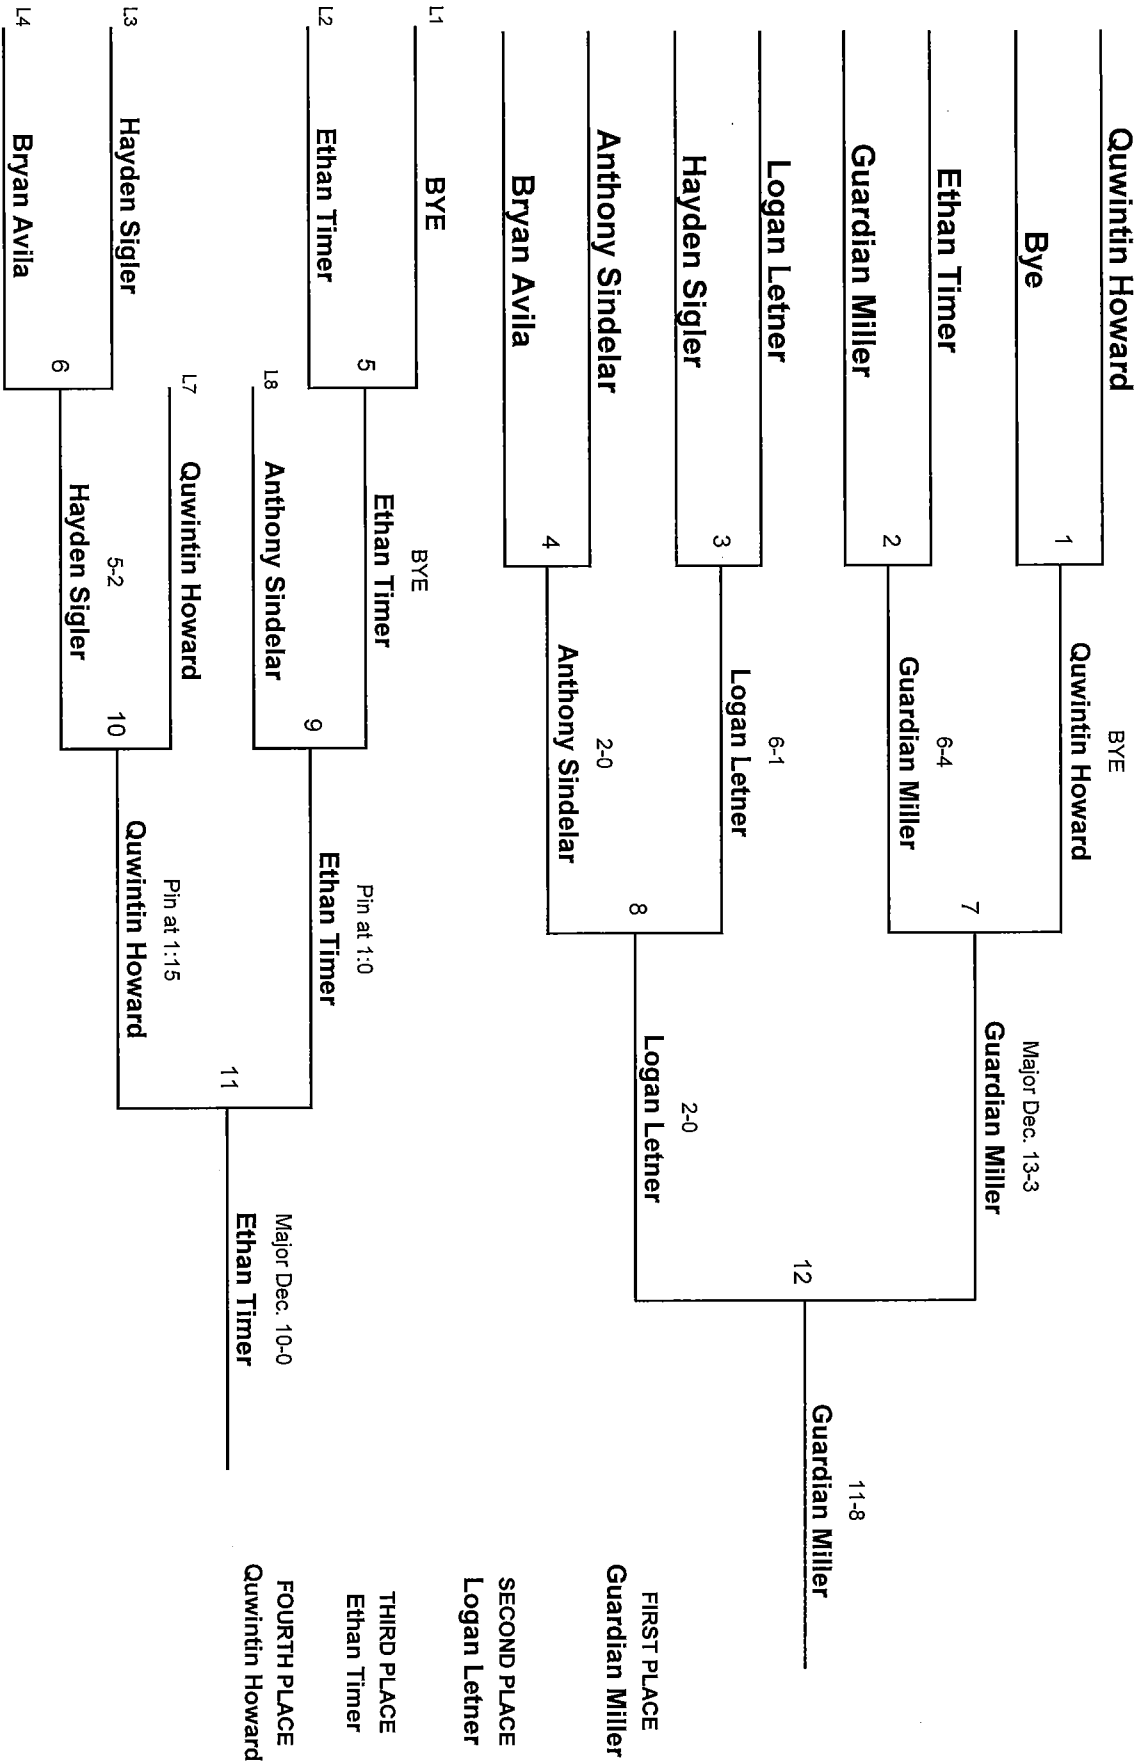 Quwintin Howard
Bye
1
BYE
Quwintin Howard
Ethan Timer
Guardian Miller
2
6-4
Guardian Miller
7
Major Dec. 13-3
Guardian Miller
Logan Letner
Hayden Sigler
3
6-1
Logan Letner
Anthony Sindelar
Bryan Avila
4
2-0
Anthony Sindelar
8
2-0
Logan Letner
12
11-8
Guardian Miller
L1
BYE
L2
Ethan Timer
5
BYE
Ethan Timer
L8
Anthony Sindelar
9
Pin at 1:0
Ethan Timer
L3
Hayden Sigler
L4
Bryan Avila
6
L7
Quwintin Howard
5-2
Hayden Sigler
10
Pin at 1:15
Quwintin Howard
11
Major Dec. 10-0
Ethan Timer
FIRST PLACE
Guardian Miller
SECOND PLACE
Logan Letner
THIRD PLACE
Ethan Timer
FOURTH PLACE
Quwintin Howard